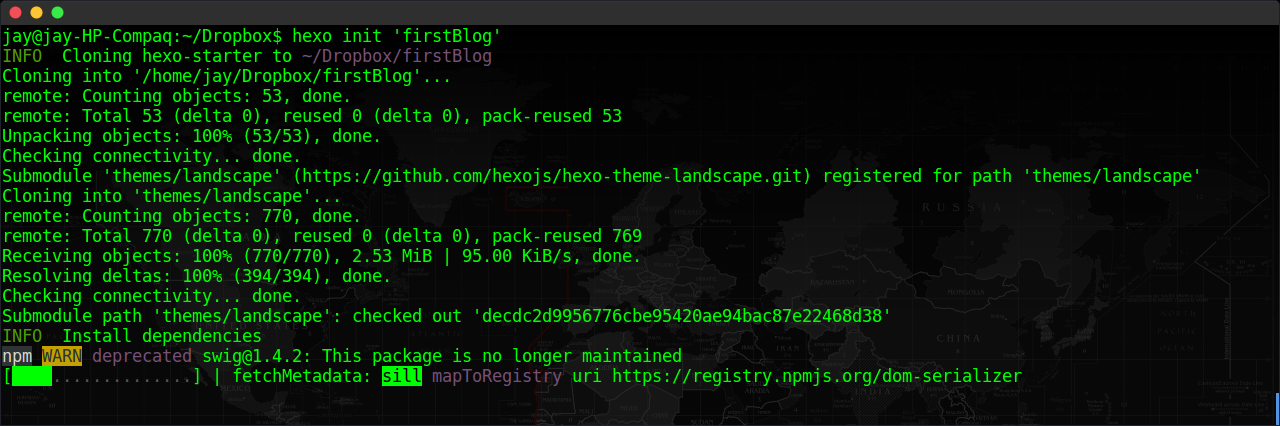 jay@jay-HP-Compaq:~/Dropbox$ hexo init 'firstBlog'
INFO  Cloning hexo-starter to ~/Dropbox/firstBlog
Cloning into '/home/jay/Dropbox/firstBlog'...
remote: Counting objects: 53, done.
remote: Total 53 (delta 0), reused 0 (delta 0), pack-reused 53
Unpacking objects: 100% (53/53), done.
Checking connectivity... done.
Submodule 'themes/landscape' (https://github.com/hexojs/hexo-theme-landscape.git) registered for path 'themes/landscape'
Cloning into 'themes/landscape'...
remote: Counting objects: 770, done.
remote: Total 770 (delta 0), reused 0 (delta 0), pack-reused 769
Receiving objects: 100% (770/770), 2.53 MiB | 95.00 KiB/s, done.
Resolving deltas: 100% (394/394), done.
Checking connectivity... done.
Submodule path 'themes/landscape': checked out 'decdc2d9956776cbe95420ae94bac87e22468d38'
INFO  Install dependencies
npm WARN deprecated swig@1.4.2: This package is no longer maintained
[    ..............] | fetchMetadata: sill mapToRegistry uri https://registry.npmjs.org/dom-serializer
RUSSIA
MONGOLIA
CHINA
IRAN
INDIA